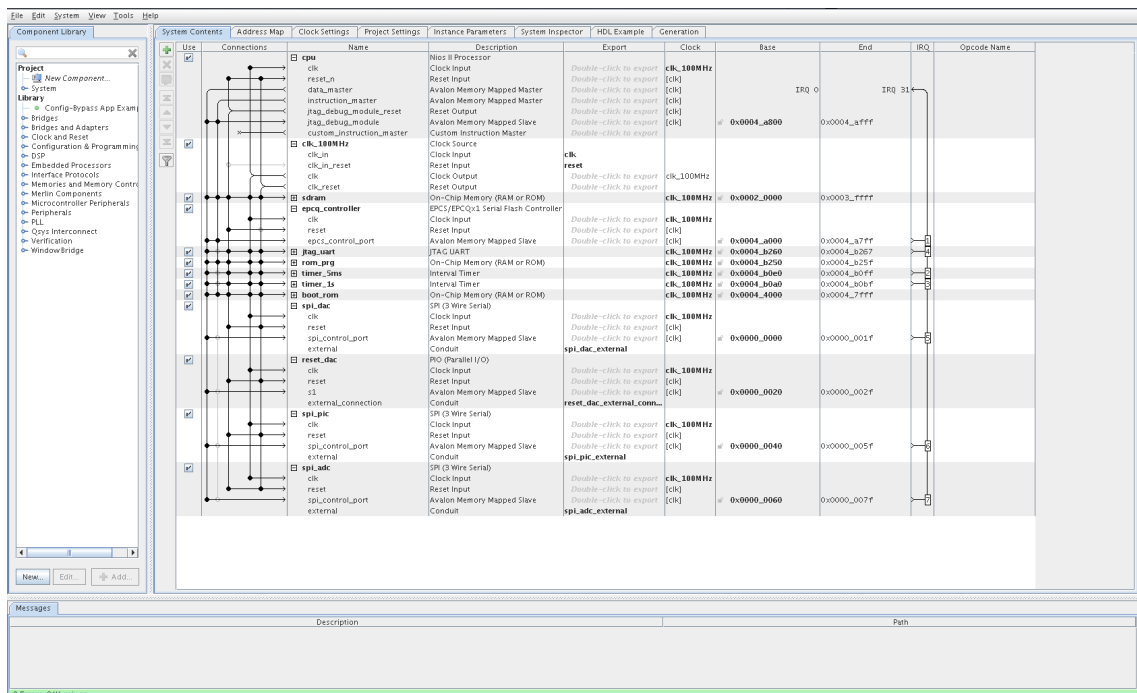 File Edit System View Tools Help
Component Library
System Contents Address Map Clock Settings Project Settings Instance Parameters System Inspector HDL Example Generation
Project
New Component...
System
Library
Config-Bypass App Examp
Bridges
Bridges and Adapters
Clock and Reset
Configuration & Programming
DSP
Embedded Processors
Interface Protocols
Memories and Memory Contro
Merlin Components
Microcontroller Peripherals
Peripherals
PLL
Qsys Interconnect
Verification
Window Bridge
New... Edit... Add...
Use Connections Name Description Export Clock Base End IRQ Opcode Name
cpu Nios II Processor
clk Clock Input Double-click to export clk_100MHz
reset_n Reset Input Double-click to export [clk]
data_master Avalon Memory Mapped Master Double-click to export [clk] IRQ 0 IRQ 31
instruction_master Avalon Memory Mapped Master Double-click to export [clk]
jtag_debug_module_reset Reset Output Double-click to export [clk]
jtag_debug_module Avalon Memory Mapped Slave Double-click to export [clk] 0x0004_a800 0x0004_afff
custom_instruction_master Custom Instruction Master Double-click to export
clk_100MHz Clock Source
clk_in Clock Input clk
clk_in_reset Reset Input reset
clk Clock Output Double-click to export clk_100MHz
clk_reset Reset Output Double-click to export
sdram On-Chip Memory (RAM or ROM) clk_100MHz 0x0002_0000 0x0003_ffff
epcq_controller EPCS/EPCQx1 Serial Flash Controller
clk Clock Input Double-click to export clk_100MHz
reset Reset Input Double-click to export [clk]
epcs_control_port Avalon Memory Mapped Slave Double-click to export [clk] 0x0004_a000 0x0004_a7ff 1
jtag_uart JTAG UART clk_100MHz 0x0004_b260 0x0004_b267 4
rom_prg On-Chip Memory (RAM or ROM) clk_100MHz 0x0004_b250 0x0004_b25f
timer_5ms Interval Timer clk_100MHz 0x0004_b0e0 0x0004_b0ff 2
timer_1s Interval Timer clk_100MHz 0x0004_b0a0 0x0004_b0bf 3
boot_rom On-Chip Memory (RAM or ROM) clk_100MHz 0x0004_4000 0x0004_7fff
spi_dac SPI (3 Wire Serial)
clk Clock Input Double-click to export clk_100MHz
reset Reset Input Double-click to export [clk]
spi_control_port Avalon Memory Mapped Slave Double-click to export [clk] 0x0000_0000 0x0000_001f 5
external Conduit spi_dac_external
reset_dac PIO (Parallel I/O)
clk Clock Input Double-click to export clk_100MHz
reset Reset Input Double-click to export [clk]
s1 Avalon Memory Mapped Slave Double-click to export [clk] 0x0000_0020 0x0000_002f
external_connection Conduit reset_dac_external_conn...
spi_pic SPI (3 Wire Serial)
clk Clock Input Double-click to export clk_100MHz
reset Reset Input Double-click to export [clk]
spi_control_port Avalon Memory Mapped Slave Double-click to export [clk] 0x0000_0040 0x0000_005f 6
external Conduit spi_pic_external
spi_adc SPI (3 Wire Serial)
clk Clock Input Double-click to export clk_100MHz
reset Reset Input Double-click to export [clk]
spi_control_port Avalon Memory Mapped Slave Double-click to export [clk] 0x0000_0060 0x0000_007f 7
external Conduit spi_adc_external
Messages
Description Path